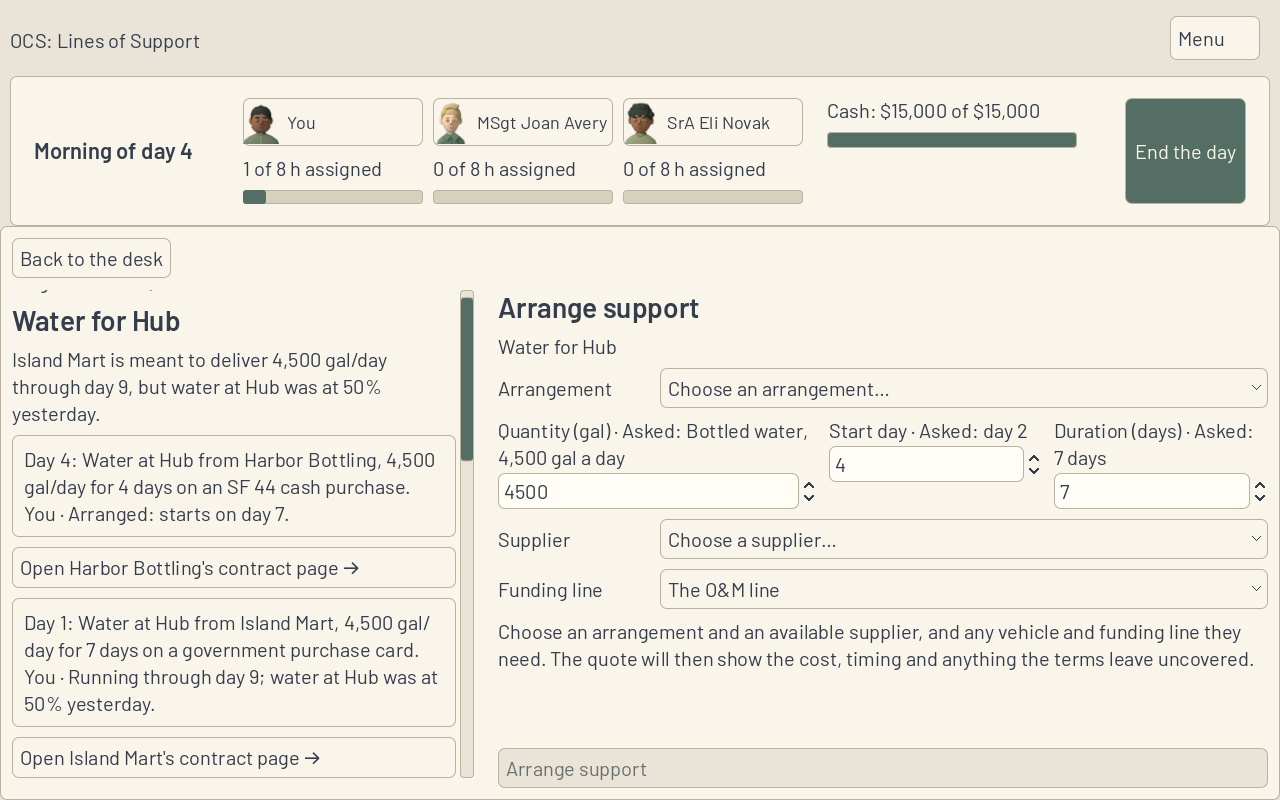 OCS: Lines of Support
Menu
Morning of day 4
You
1 of 8 h assigned
MSgt Joan Avery
0 of 8 h assigned
SrA Eli Novak
0 of 8 h assigned
Cash: $15,000 of $15,000
End the day
Back to the desk
Water for Hub
Island Mart is meant to deliver 4,500 gal/day
through day 9, but water at Hub was at 50%
yesterday.
Day 4: Water at Hub from Harbor Bottling, 4,500
gal/day for 4 days on an SF 44 cash purchase.
You · Arranged: starts on day 7.
Open Harbor Bottling's contract page →
Day 1: Water at Hub from Island Mart, 4,500 gal/
day for 7 days on a government purchase card.
You · Running through day 9; water at Hub was at
50% yesterday.
Open Island Mart's contract page →
Arrange support
Water for Hub
Arrangement
Choose an arrangement...
Quantity (gal) · Asked: Bottled water,
4,500 gal a day
4500
Start day · Asked: day 2
4
Duration (days) · Asked:
7 days
7
Supplier
Choose a supplier...
Funding line
The O&M line
Choose an arrangement and an available supplier, and any vehicle and funding line they
need. The quote will then show the cost, timing and anything the terms leave uncovered.
Arrange support